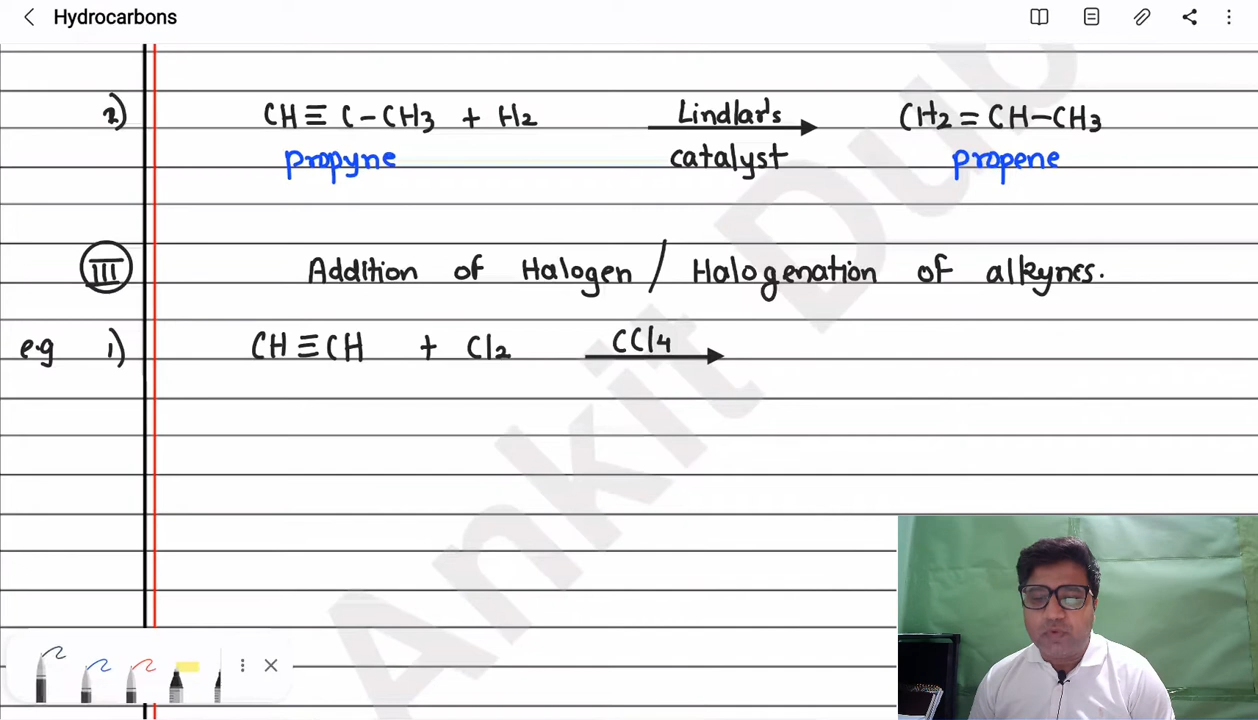 Hydrocarbons
2) CH≡C-CH3 + H2 Lindlar's catalyst CH2=CH-CH3
propyne propene
III Addition of Halogen / Halogenation of alkynes.
e.g 1) CH≡CH + Cl2 CCl4
Ankit Dub